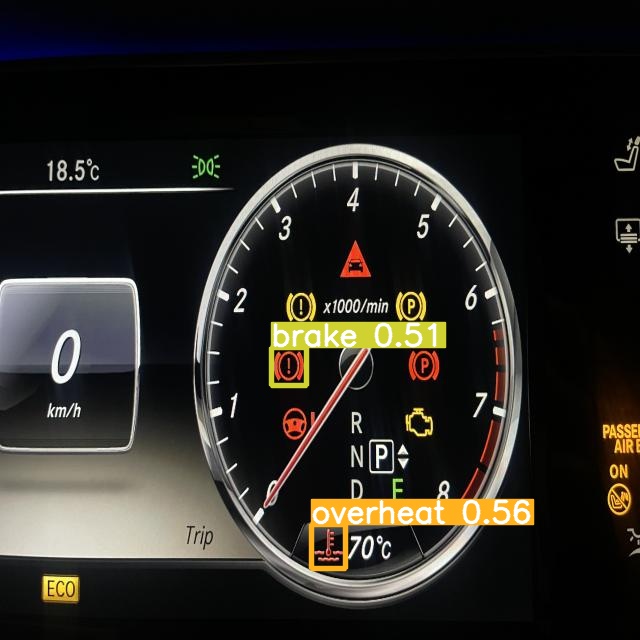 18.5°C
4
3
5
2
x1000/min
P
6
brake 0.51
0
km/h
P
1
7
R
N P
D E 8
0
overheat 0.56
Trip
70°C
ECO
PASSE
AIR
ON